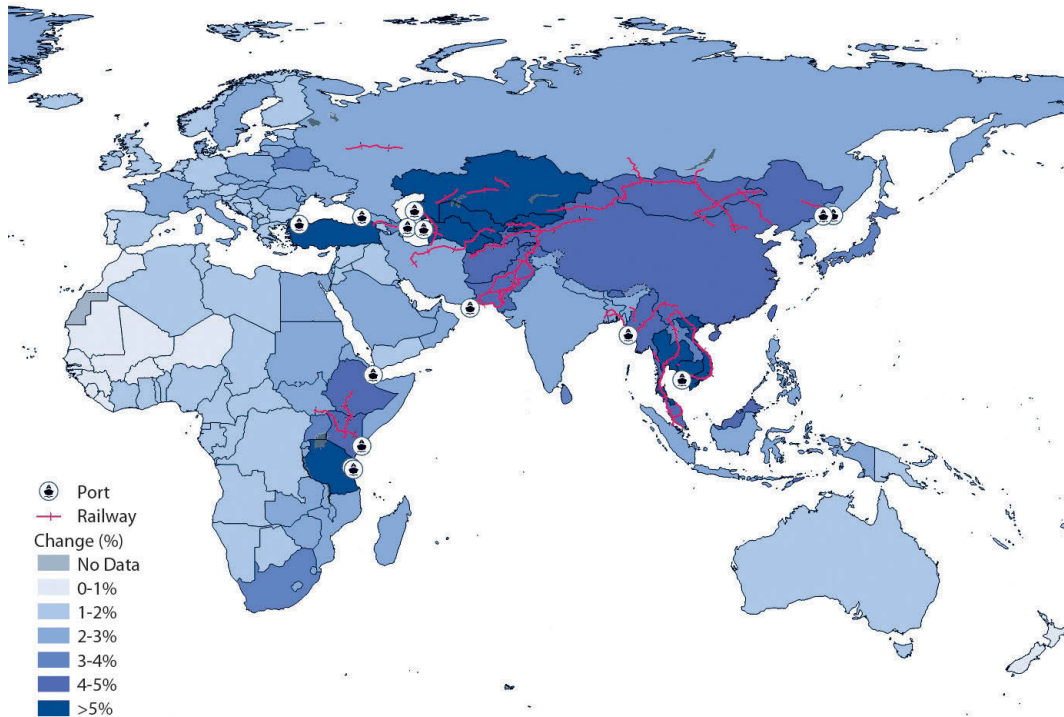 Port
Railway
Change (%)
No Data
0-1%
1-2%
2-3%
3-4%
4-5%
>5%